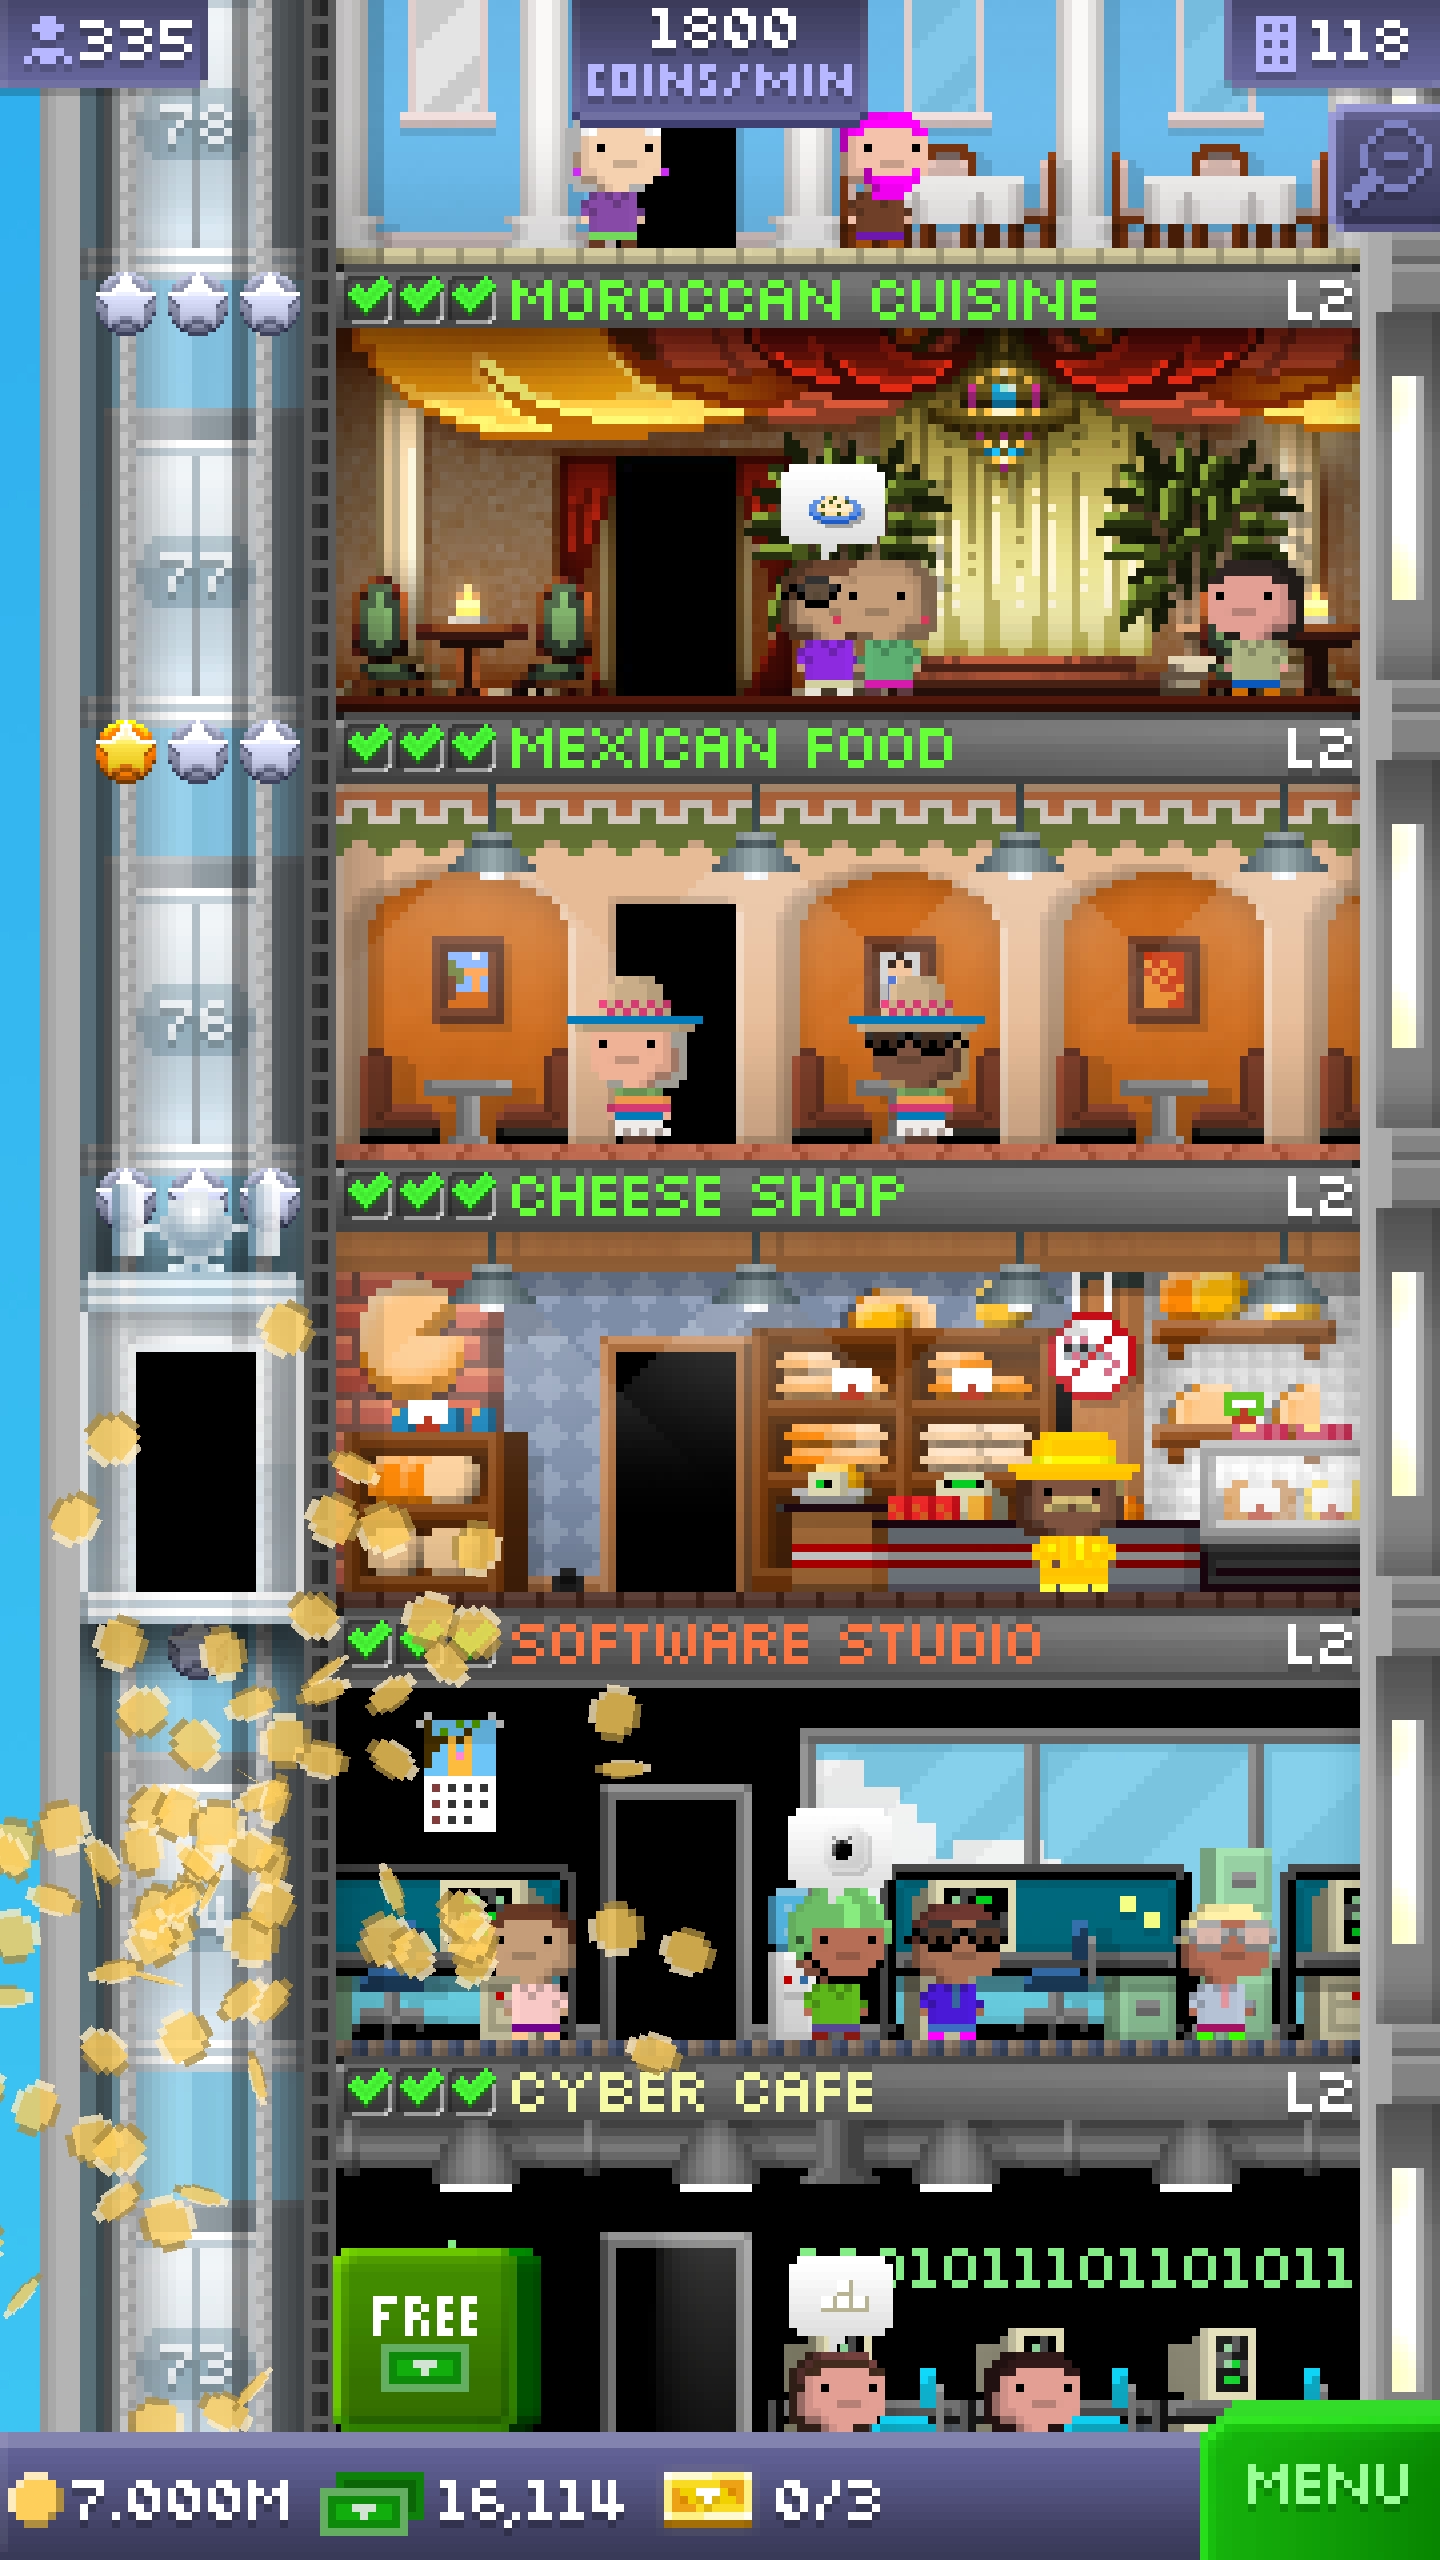 335
1800
COINS/MIN
118
78
MOROCCAN CUISINE L2
77
MEXICAN FOOD L2
76
CHEESE SHOP L2
SOFTWARE STUDIO L2
CYBER CAFE L2
01011101101011
FREE
73
7.000M 16,114 0/3
MENU